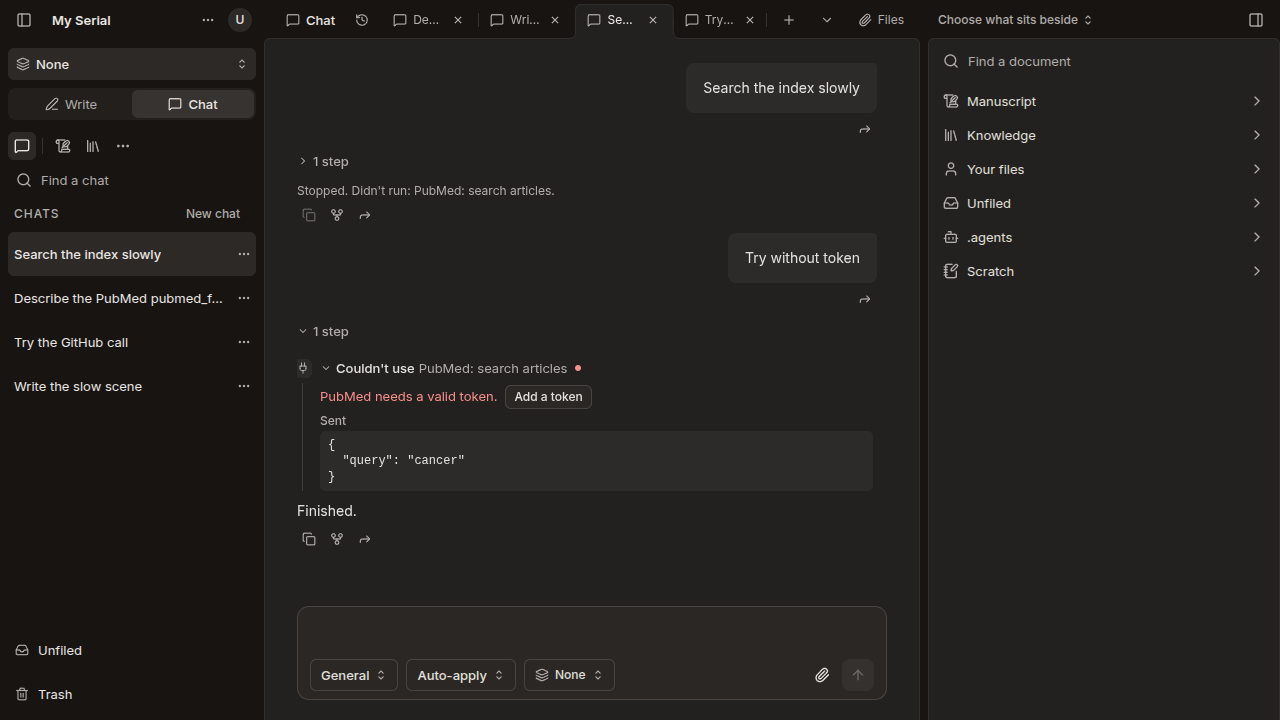 My Serial
U
Chat
De...
Wri...
Se...
Try...
Files
Choose what sits beside
None
Write
Chat
Find a chat
CHATS
New chat
Search the index slowly
Describe the PubMed pubmed_f...
Try the GitHub call
Write the slow scene
Unfiled
Trash
Search the index slowly
1 step
Stopped. Didn't run: PubMed: search articles.
Try without token
1 step
Couldn't use PubMed: search articles
PubMed needs a valid token.
Add a token
Sent
{
"query": "cancer"
}
Finished.
General
Auto-apply
None
Find a document
Manuscript
Knowledge
Your files
Unfiled
.agents
Scratch